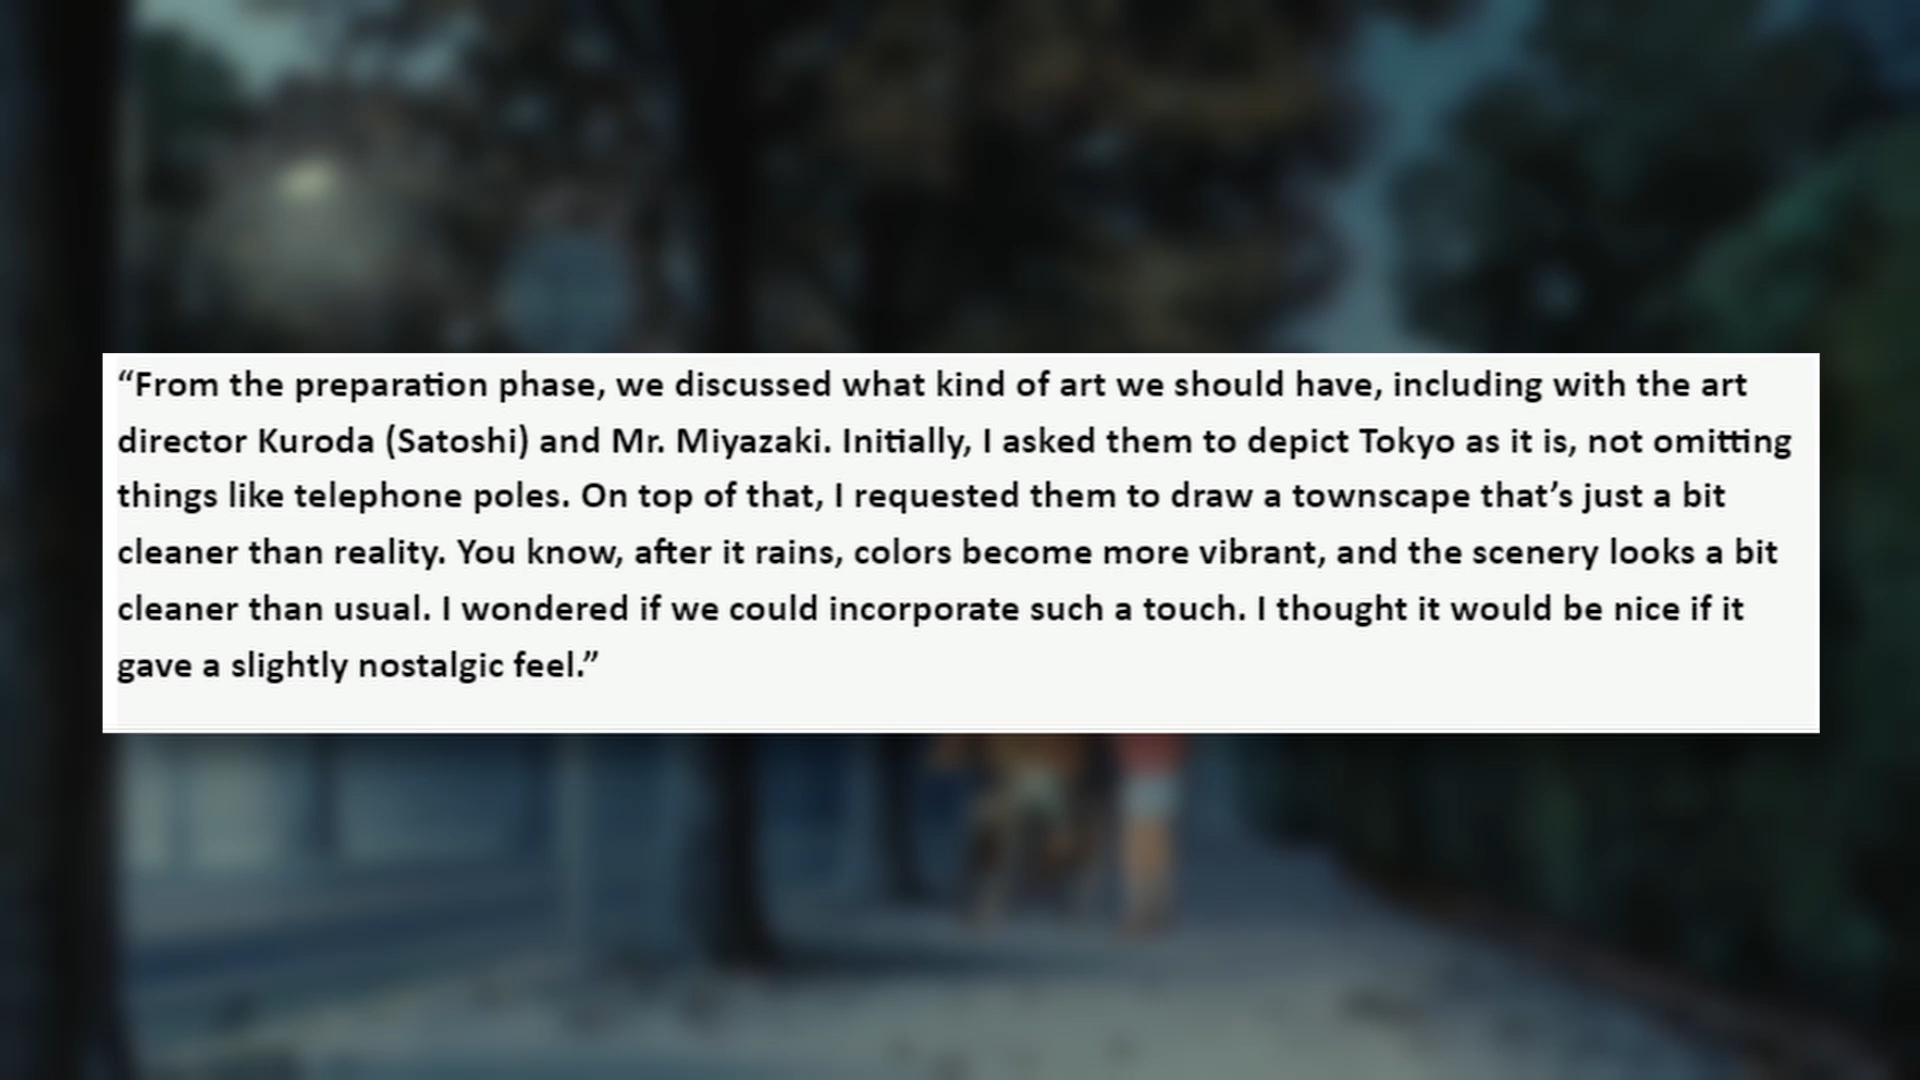 “From the preparation phase, we discussed what kind of art we should have, including with the art
director Kuroda (Satoshi) and Mr. Miyazaki. Initially, I asked them to depict Tokyo as it is, not omitting
things like telephone poles. On top of that, I requested them to draw a townscape that’s just a bit
cleaner than reality. You know, after it rains, colors become more vibrant, and the scenery looks a bit
cleaner than usual. I wondered if we could incorporate such a touch. I thought it would be nice if it
gave a slightly nostalgic feel.”